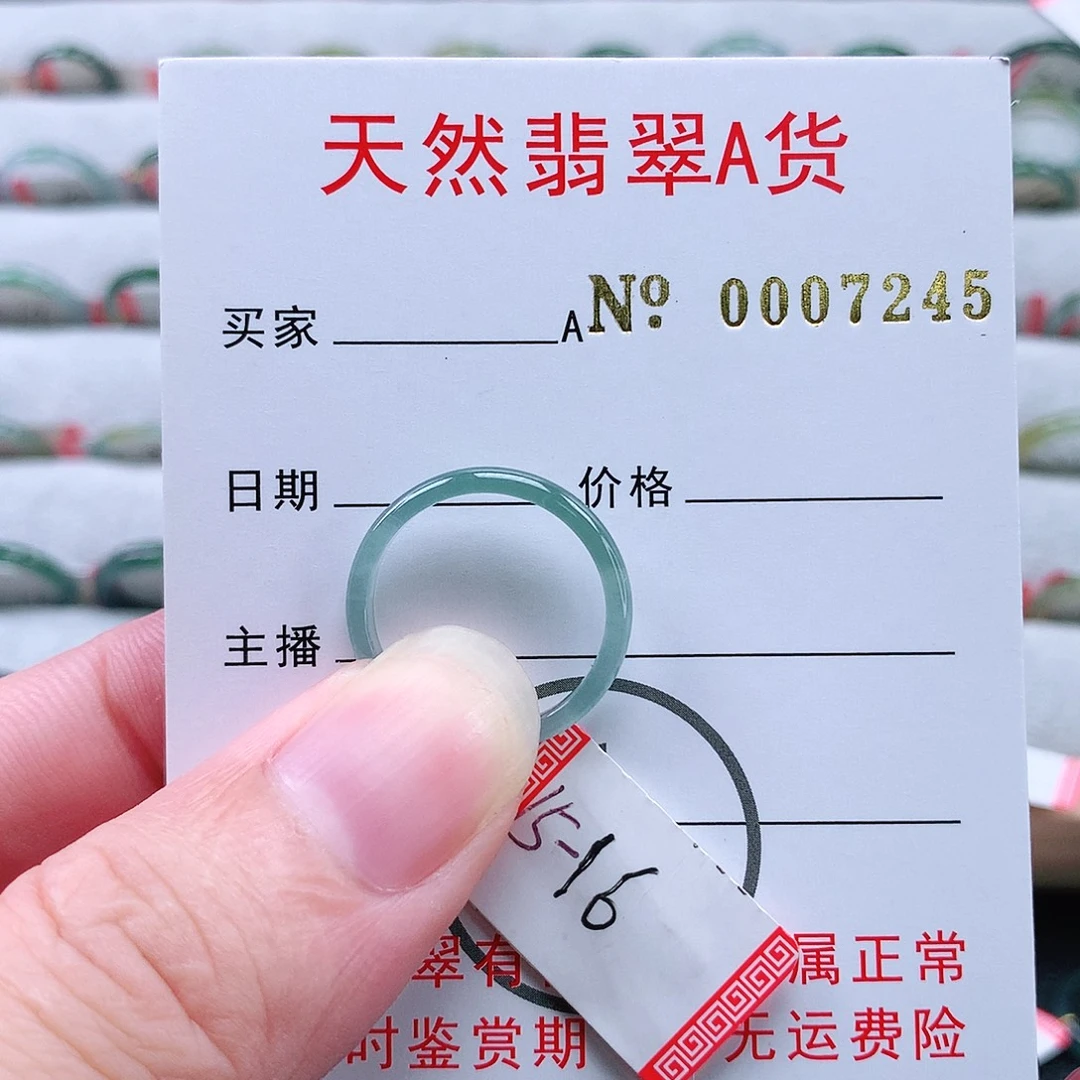 天然翡翠A货
买家 A№ 0007245
日期 价格
主播
15-16
翠有 属正常
时鉴赏期 无运费险